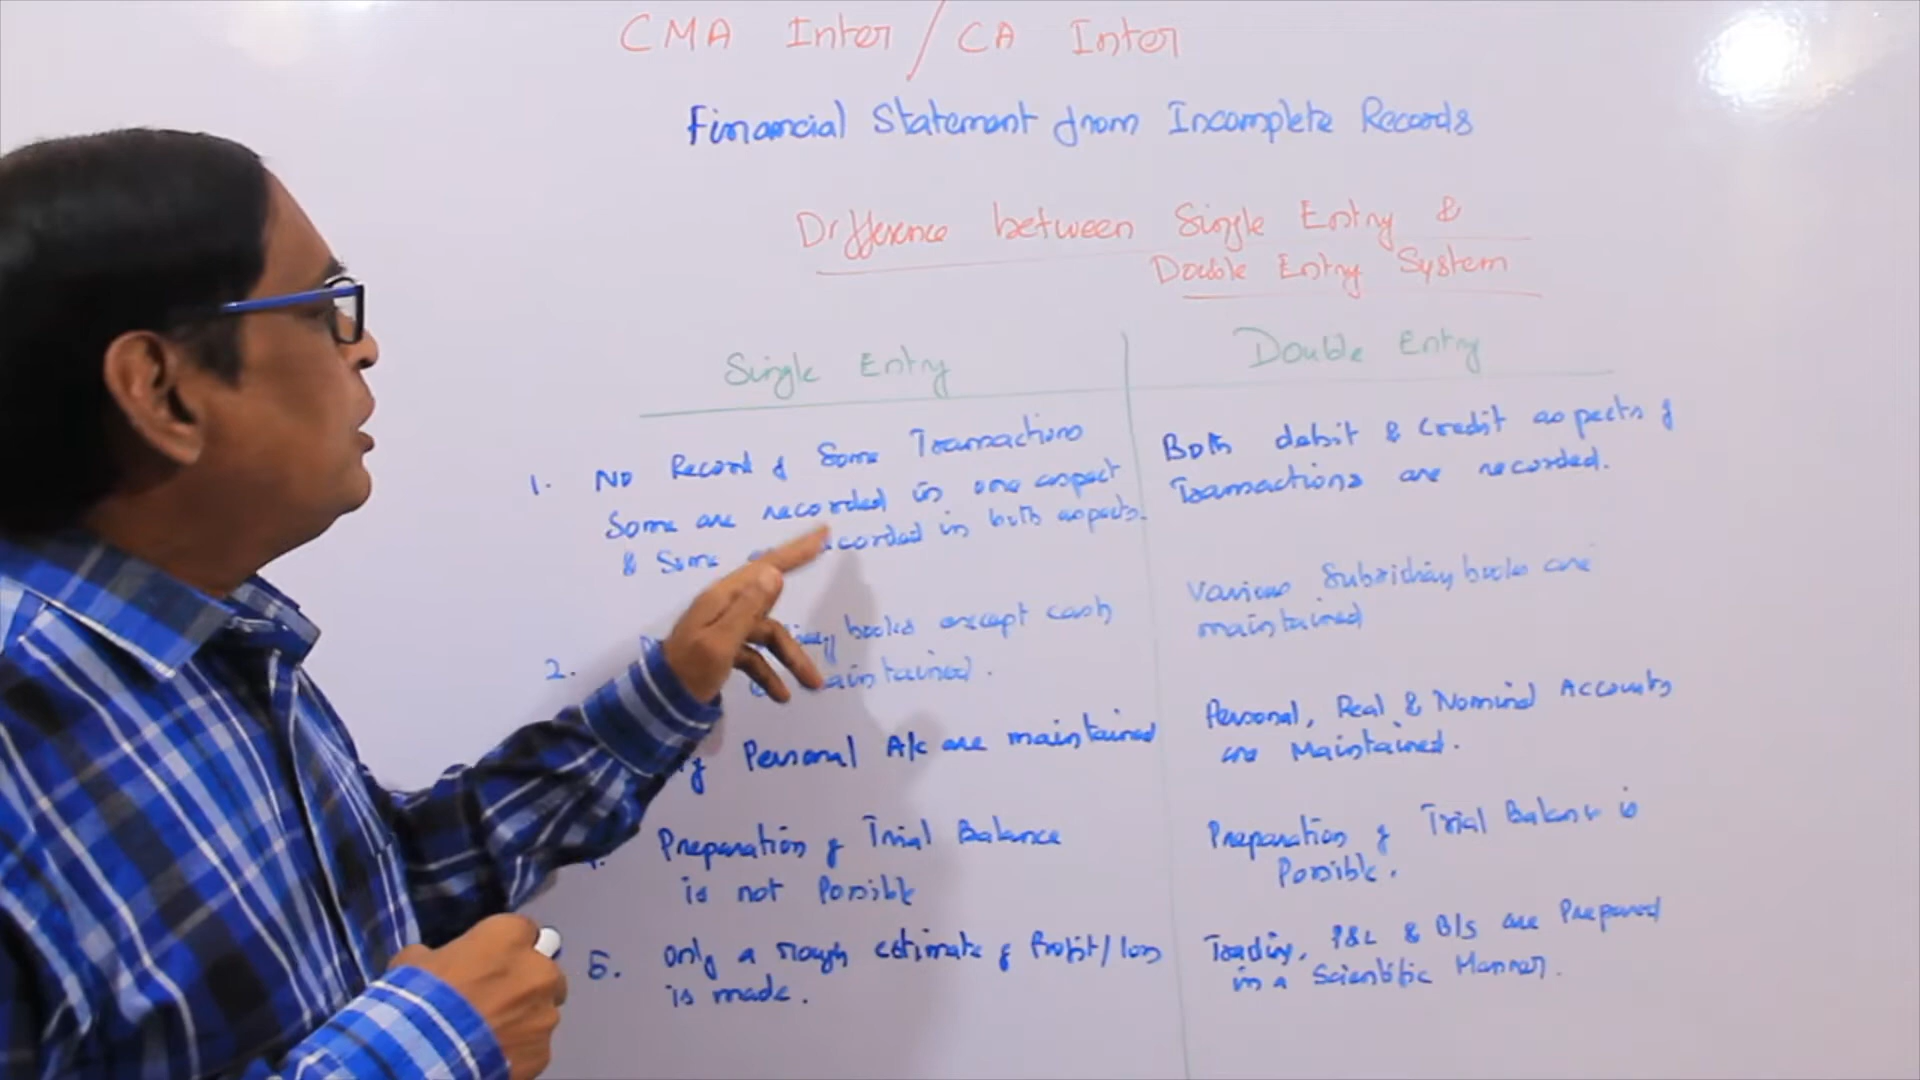 CMA Inter / CA Inter
Financial Statement from Incomplete Records
Difference between Single Entry &
Double Entry System
Single Entry
Double Entry
1. No Record of Some Transactions
Some are recorded in one aspect
& Some recorded in both aspects.
Both debit & credit aspects of
Transactions are recorded.
2. books except cash
maintained.
Various Subsidiary books are
maintained
Personal A/c are maintained
Personal, Real & Nominal Accounts
are Maintained.
Preparation of Trial Balance
is not Possible
Preparation of Trial Balance is
Possible.
5. Only a rough estimate of Profit/loss
is made.
Trading, P&L & B/S are Prepared
in a Scientific Manner.